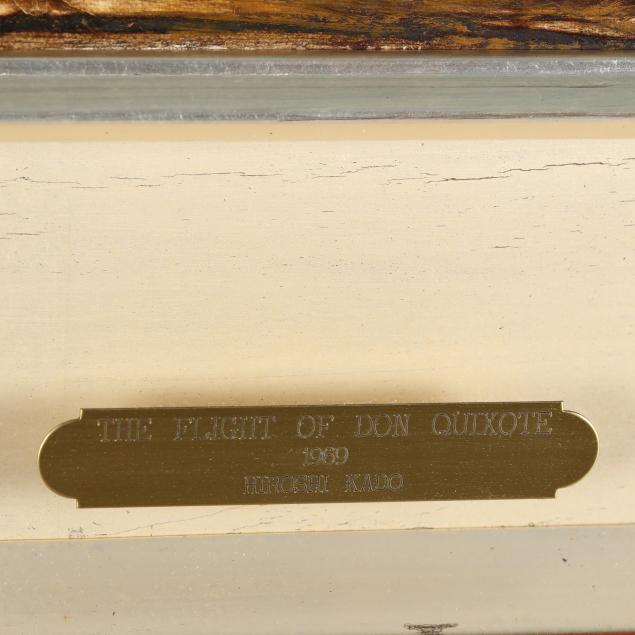 THE FLIGHT OF DON QUIXOTE
1969
HIROSHI KADO